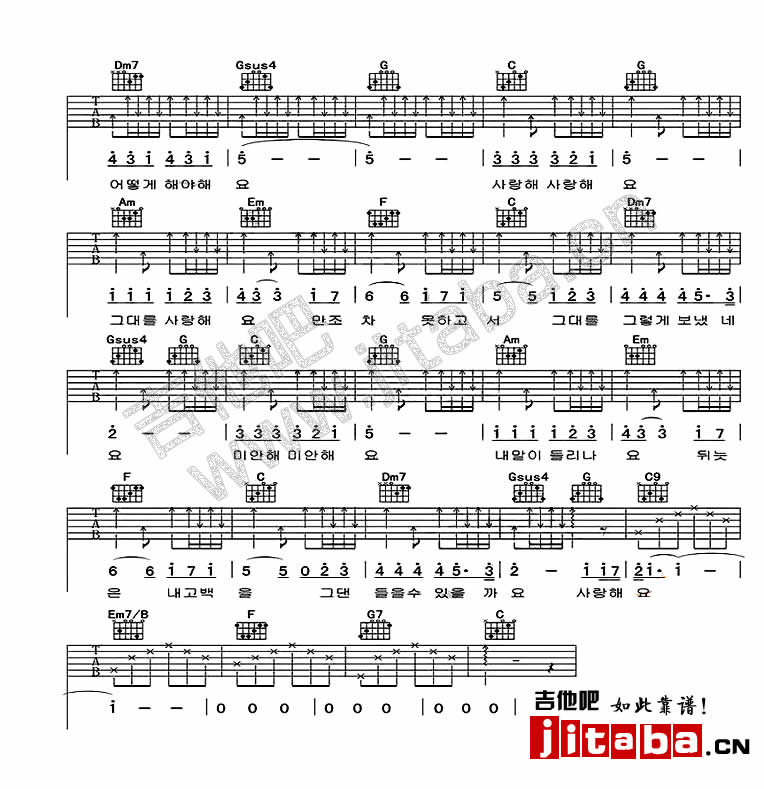 Dm7 Gsus4 G C G
T A B
4 3 1 4 3 1 | 5 - - | 5 - - 3 3 3 3 2 1 | 5 - -
어떻게 해야해 요 사랑해 사랑해 요
Am Em F C Dm7
T A B
1 1 1 1 2 3 | 4 3 3 1 7 | 6 6 1 7 1 | 5 5 1 2 3 | 4 4 4 4 5· 3
그대를 사랑해 요 만조 차 못하고 서 그대를 그렇게 보냈 네
Gsus4 G C G Am Em
T A B
2 - - | 3 3 3 3 2 1 | 5 - - | 1 1 1 1 2 3 | 4 3 3 1 7
요 미안해 미안해 요 내말이 들리나 요 뒤늦
F C Dm7 Gsus4 G C9
T A B
6 6 1 7 1 | 5 5 0 2 3 | 4 4 4 4 5· 3 | 2 - 1 1 7 | 2 1· 1 -
은 내고백 을 그댄 들을수 있을 까 요 사랑해 요
Em7/B F G7 C
T A B
1 - - | 0 0 0 | 0 0 0 | 0 0 0
吉他吧 如此靠谱!
jitaba.CN
吉他吧
www.jitaba.cn